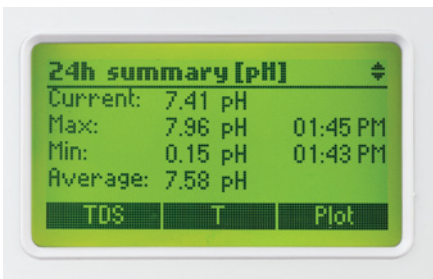 24h summary [pH]
Current: 7.41 pH
Max: 7.96 pH 01:45 PM
Min: 0.15 pH 01:43 PM
Average: 7.58 pH
TDS T Plot